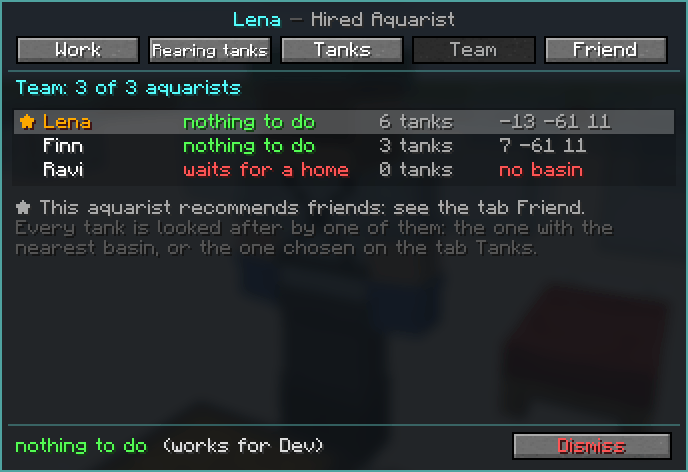 Lena — Hired Aquarist
Work Rearing tanks Tanks Team Friend
Team: 3 of 3 aquarists
★ Lena nothing to do 6 tanks -13 -61 11
Finn nothing to do 3 tanks 7 -61 11
Ravi waits for a home 0 tanks no basin
★ This aquarist recommends friends: see the tab Friend.
Every tank is looked after by one of them: the one with the
nearest basin, or the one chosen on the tab Tanks.
nothing to do (works for Dev) Dismiss